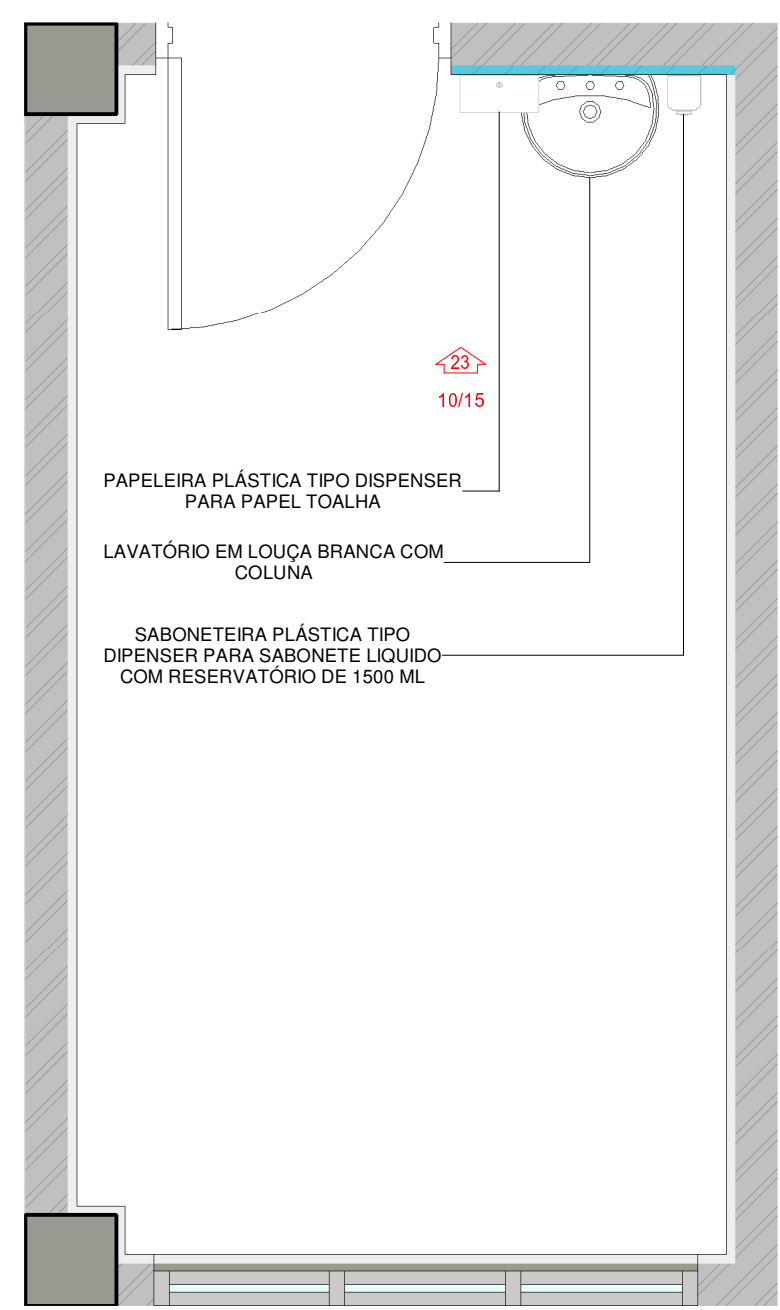 23
10/15
PAPELEIRA PLÁSTICA TIPO DISPENSER
PARA PAPEL TOALHA
LAVATÓRIO EM LOUÇA BRANCA COM
COLUNA
SABONETEIRA PLÁSTICA TIPO
DIPENSER PARA SABONETE LIQUIDO
COM RESERVATÓRIO DE 1500 ML